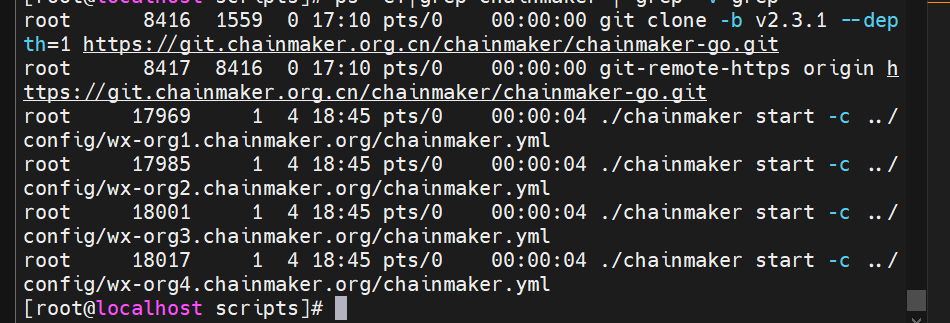 [root@localhost scripts]# ps -ef|grep chainmaker | grep -v grep
root      8416  1559  0 17:10 pts/0    00:00:00 git clone -b v2.3.1 --dep
th=1 https://git.chainmaker.org.cn/chainmaker/chainmaker-go.git
root      8417  8416  0 17:10 pts/0    00:00:00 git-remote-https origin h
ttps://git.chainmaker.org.cn/chainmaker/chainmaker-go.git
root     17969     1  4 18:45 pts/0    00:00:04 ./chainmaker start -c ../
config/wx-org1.chainmaker.org/chainmaker.yml
root     17985     1  4 18:45 pts/0    00:00:04 ./chainmaker start -c ../
config/wx-org2.chainmaker.org/chainmaker.yml
root     18001     1  4 18:45 pts/0    00:00:04 ./chainmaker start -c ../
config/wx-org3.chainmaker.org/chainmaker.yml
root     18017     1  4 18:45 pts/0    00:00:04 ./chainmaker start -c ../
config/wx-org4.chainmaker.org/chainmaker.yml
[root@localhost scripts]#